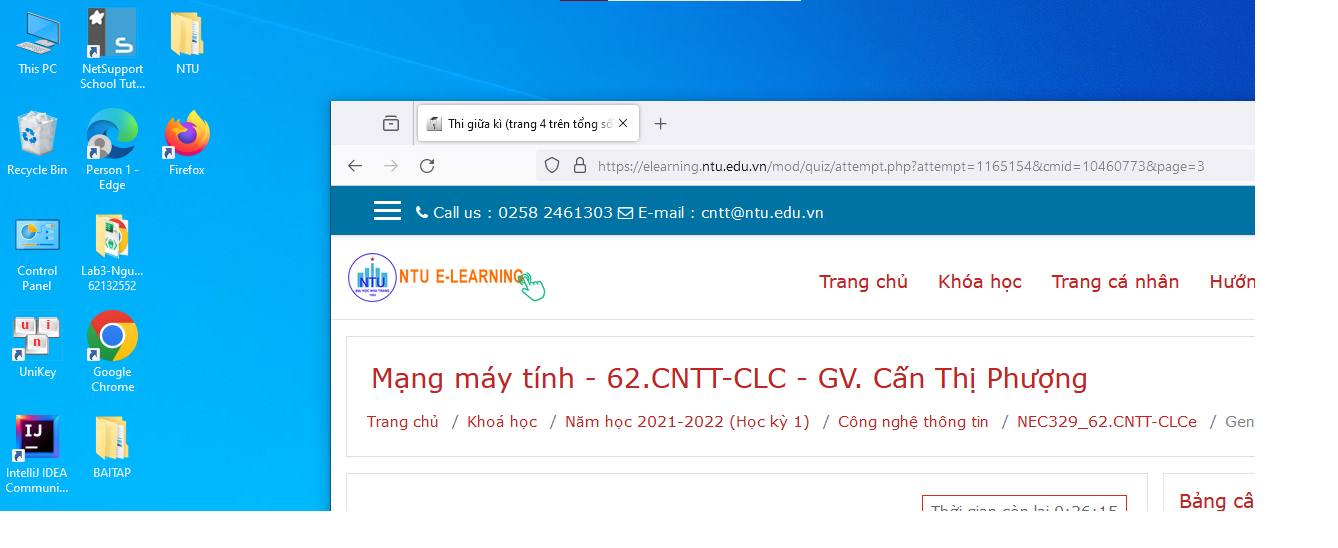 This PC
NetSupport
School Tut...
NTU
Recycle Bin
Person 1 -
Edge
Firefox
Control
Panel
Lab3-Ngu...
62132552
UniKey
Google
Chrome
IntelliJ IDEA
Communi...
BAITAP
Thi giữa kì (trang 4 trên tổng số
https://elearning.ntu.edu.vn/mod/quiz/attempt.php?attempt=1165154&cmid=10460773&page=3
Call us : 0258 2461303 E-mail : cntt@ntu.edu.vn
NTU
NTU E-LEARNING
Trang chủ Khóa học Trang cá nhân Hướn
Mạng máy tính - 62.CNTT-CLC - GV. Cấn Thị Phượng
Trang chủ / Khoá học / Năm học 2021-2022 (Học kỳ 1) / Công nghệ thông tin / NEC329_62.CNTT-CLCe / Gen
Thời gian còn lại 0:26:15
Bảng câ